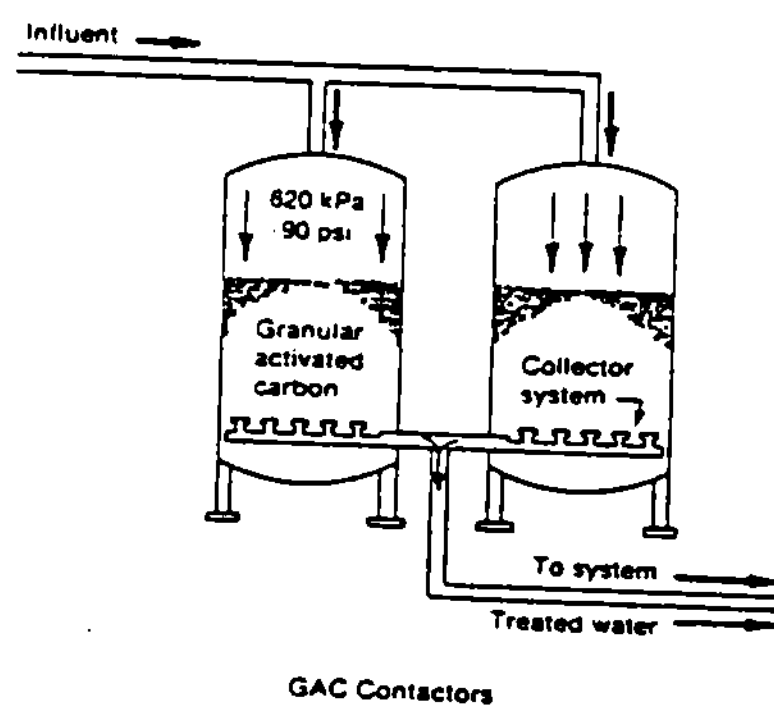 Influent
620 kPa
90 psi
Granular
activated
carbon
Collector
system
To system
Treated water
GAC Contactors